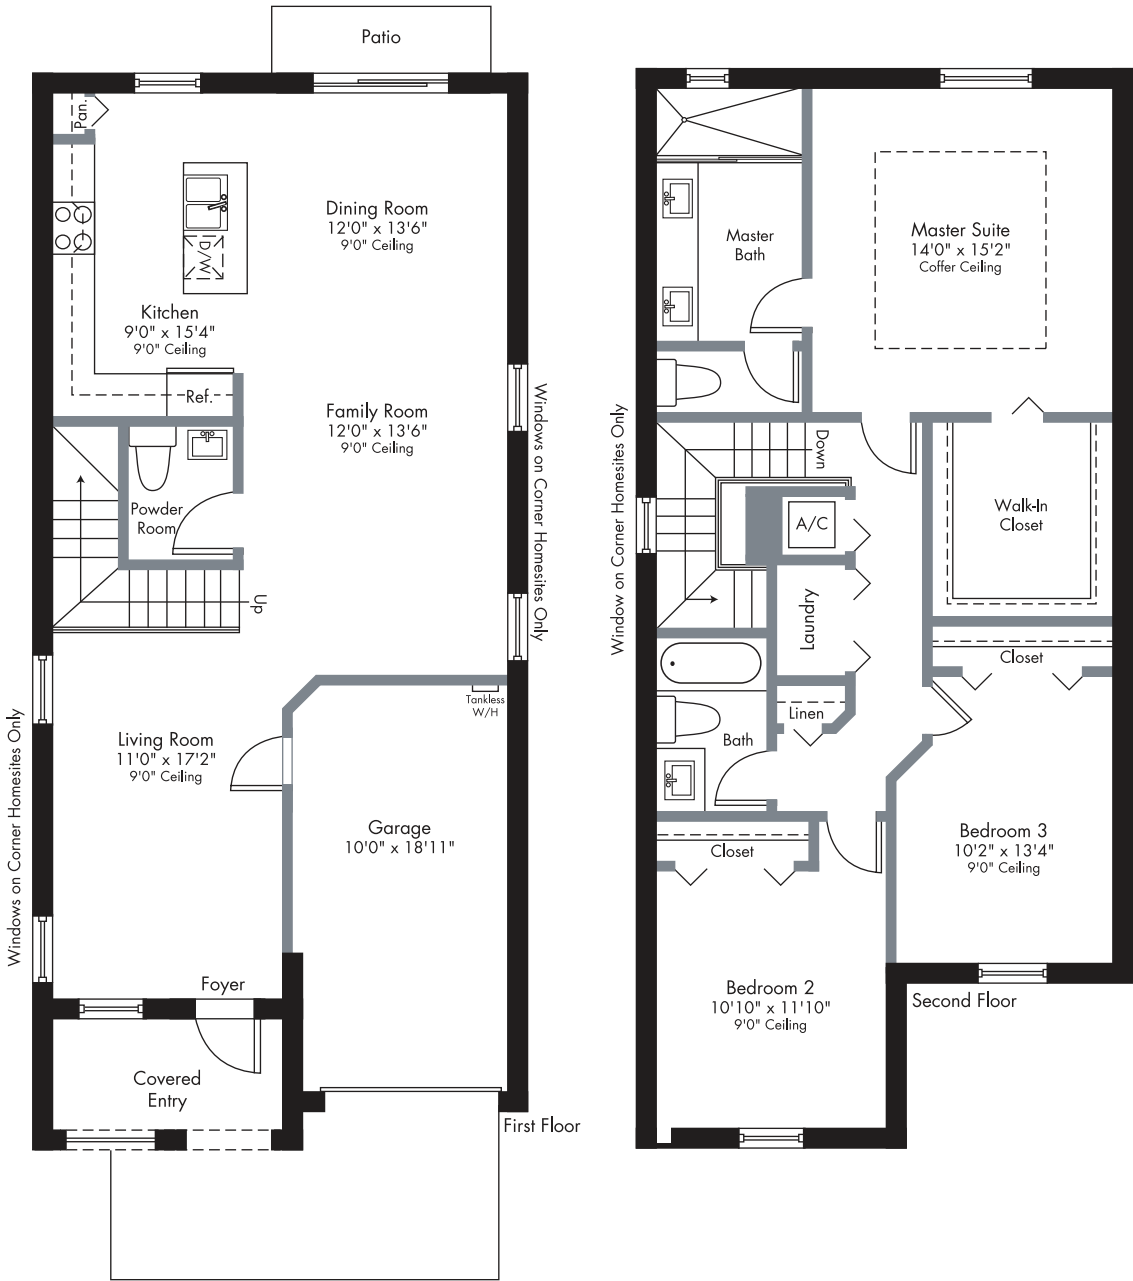 Patio
Pan.
Dining Room
12'0" x 13'6"
9'0" Ceiling
D/W
Kitchen
9'0" x 15'4"
9'0" Ceiling
Ref.
Family Room
12'0" x 13'6"
9'0" Ceiling
Windows on Corner Homesites Only
Powder
Room
Up
Tankless
W/H
Living Room
11'0" x 17'2"
9'0" Ceiling
Windows on Corner Homesites Only
Garage
10'0" x 18'11"
Foyer
Covered
Entry
First Floor
Master
Bath
Master Suite
14'0" x 15'2"
Coffer Ceiling
Window on Corner Homesites Only
Down
A/C
Walk-In
Closet
Laundry
Closet
Linen
Bath
Bedroom 3
10'2" x 13'4"
9'0" Ceiling
Closet
Bedroom 2
10'10" x 11'10"
9'0" Ceiling
Second Floor